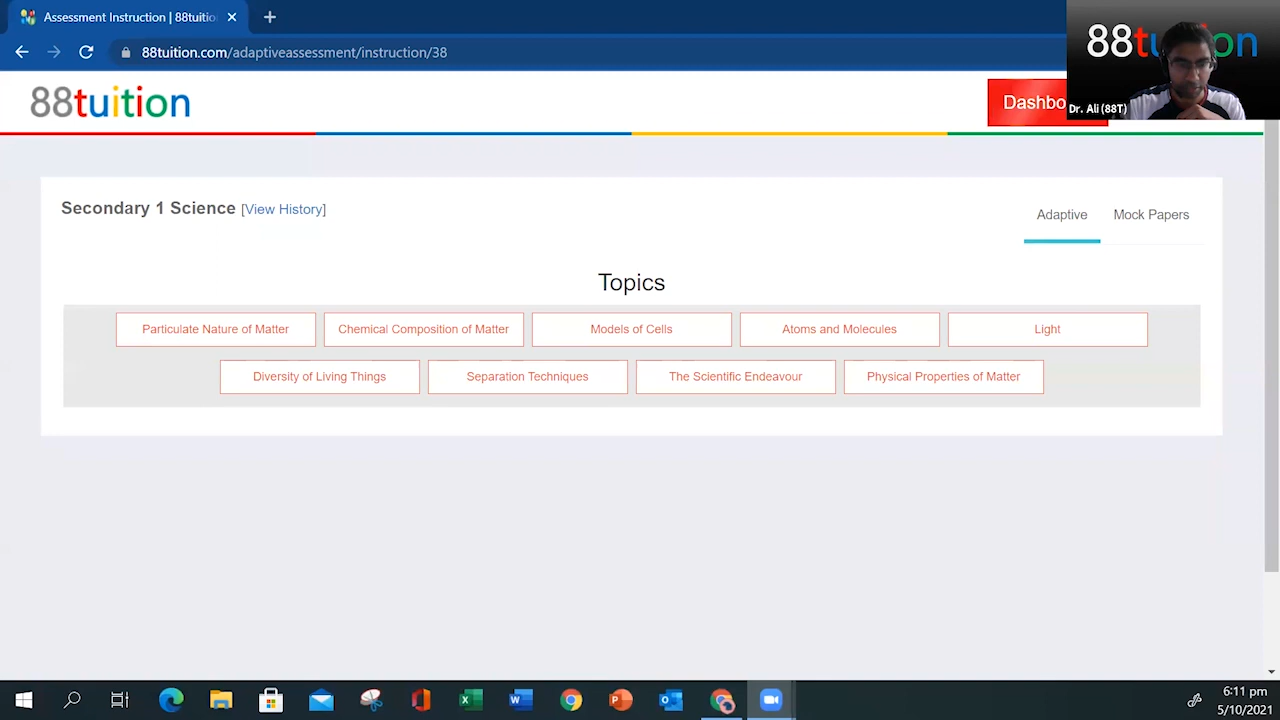 Assessment Instruction | 88tuitio
88tuition.com/adaptiveassessment/instruction/38
88tuition
88tuition
Dashbo
Dr. Ali (88T)
Secondary 1 Science [View History]
Adaptive
Mock Papers
Topics
Particulate Nature of Matter
Chemical Composition of Matter
Models of Cells
Atoms and Molecules
Light
Diversity of Living Things
Separation Techniques
The Scientific Endeavour
Physical Properties of Matter
6:11 pm
5/10/2021